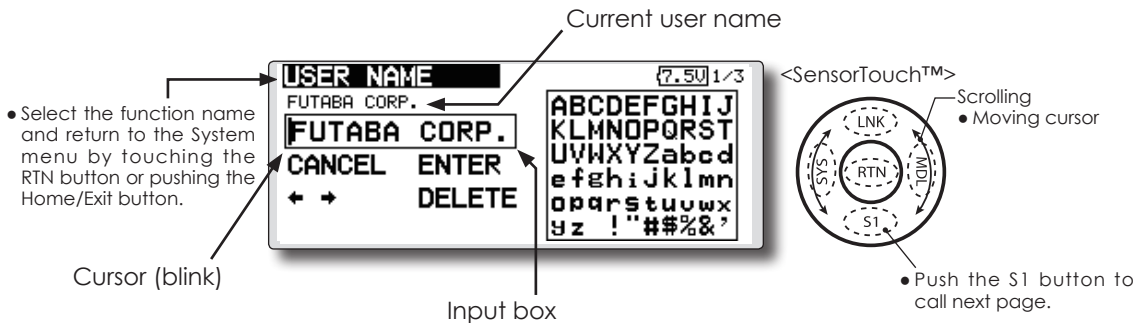 Current user name
USER NAME
7.5V 1/3
FUTABA CORP.
FUTABA CORP.
CANCEL ENTER
← → DELETE
ABCDEFGHIJ
KLMNOPQRST
UVWXYZabcd
efghijklmn
opqrstuvwx
yz !"#$%&'
● Select the function name
and return to the System
menu by touching the
RTN button or pushing the
Home/Exit button.
Cursor (blink)
Input box
<SensorTouch™>
Scrolling
● Moving cursor
LNK
SYS
RTN
MDL
S1
● Push the S1 button to
call next page.